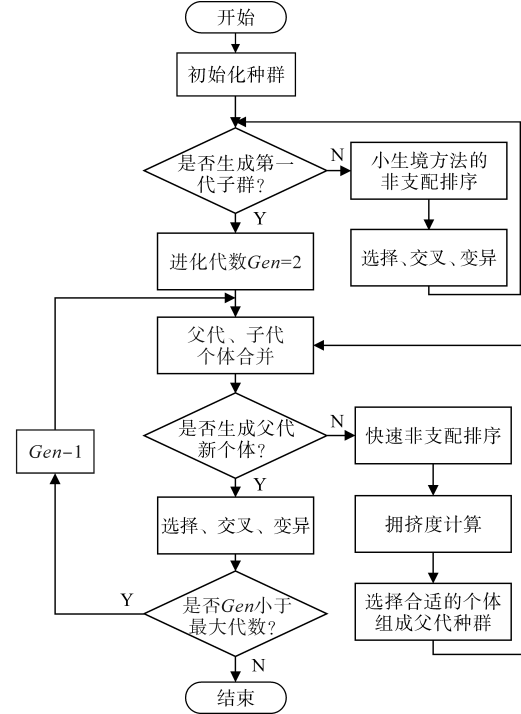 开始
初始化种群
是否生成第一
代子群?
N
小生境方法的
非支配排序
选择、交叉、变异
Y
进化代数Gen=2
父代、子代
个体合并
是否生成父代
新个体?
N
快速非支配排序
拥挤度计算
选择合适的个体
组成父代种群
Y
选择、交叉、变异
Gen-1
是否Gen小于
最大代数?
Y
N
结束